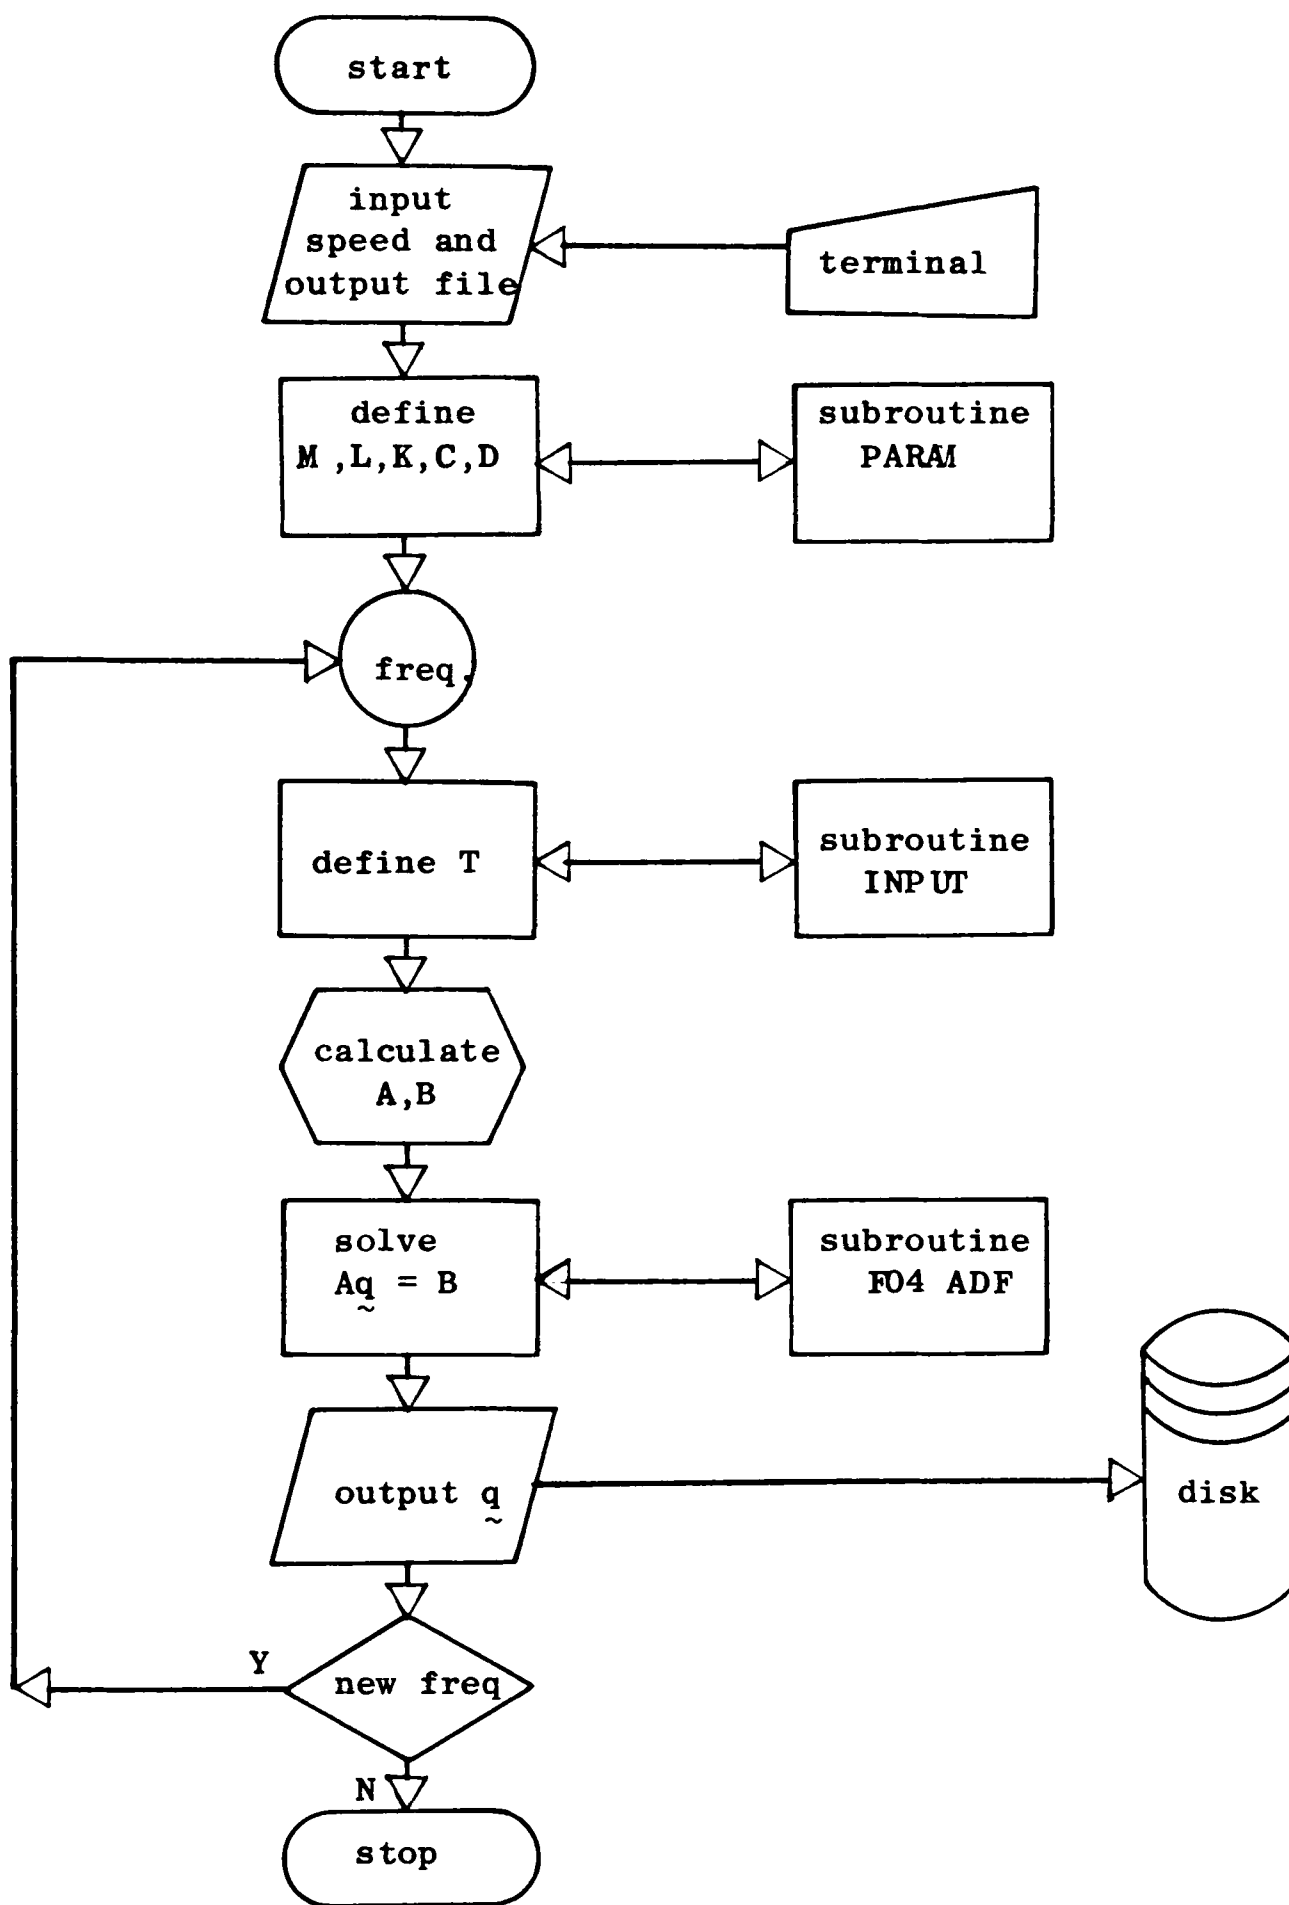 start
input
speed and
output file
terminal
define
M ,L,K,C,D
subroutine
PARAM
freq.
define T
subroutine
INPUT
calculate
A,B
solve
Aq̰ = B
subroutine
F04 ADF
output q̰
disk
Y
new freq
N
stop